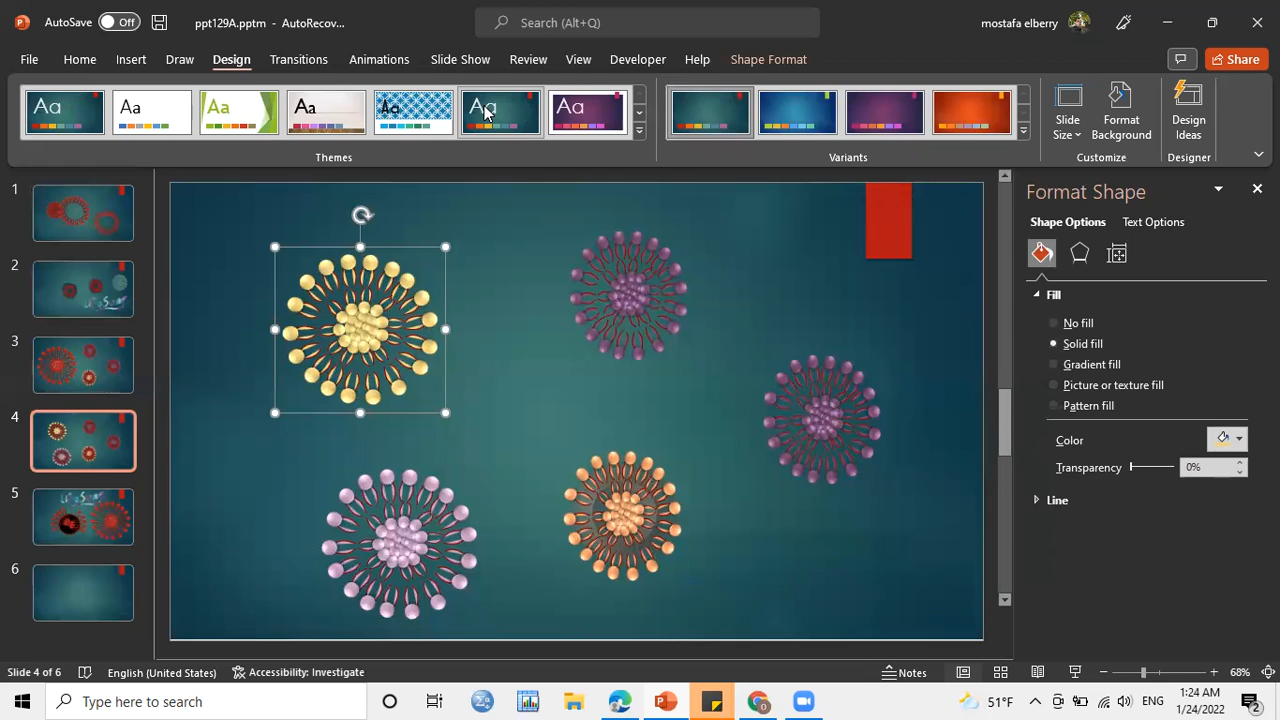 AutoSave Off ppt129A.pptm - AutoRecov... Search (Alt+Q) mostafa elberry
File Home Insert Draw Design Transitions Animations Slide Show Review View Developer Help Shape Format Share
Aa Aa Aa Aa Aa Aa Aa
Slide Size Format Background Design Ideas
Themes Variants Customize Designer
Format Shape
Shape Options Text Options
Fill
No fill
Solid fill
Gradient fill
Picture or texture fill
Pattern fill
Color
Transparency 0%
Line
1
2
3
4
5
6
Slide 4 of 6 English (United States) Accessibility: Investigate Notes 68%
Type here to search 51°F ENG 1:24 AM
1/24/2022 2